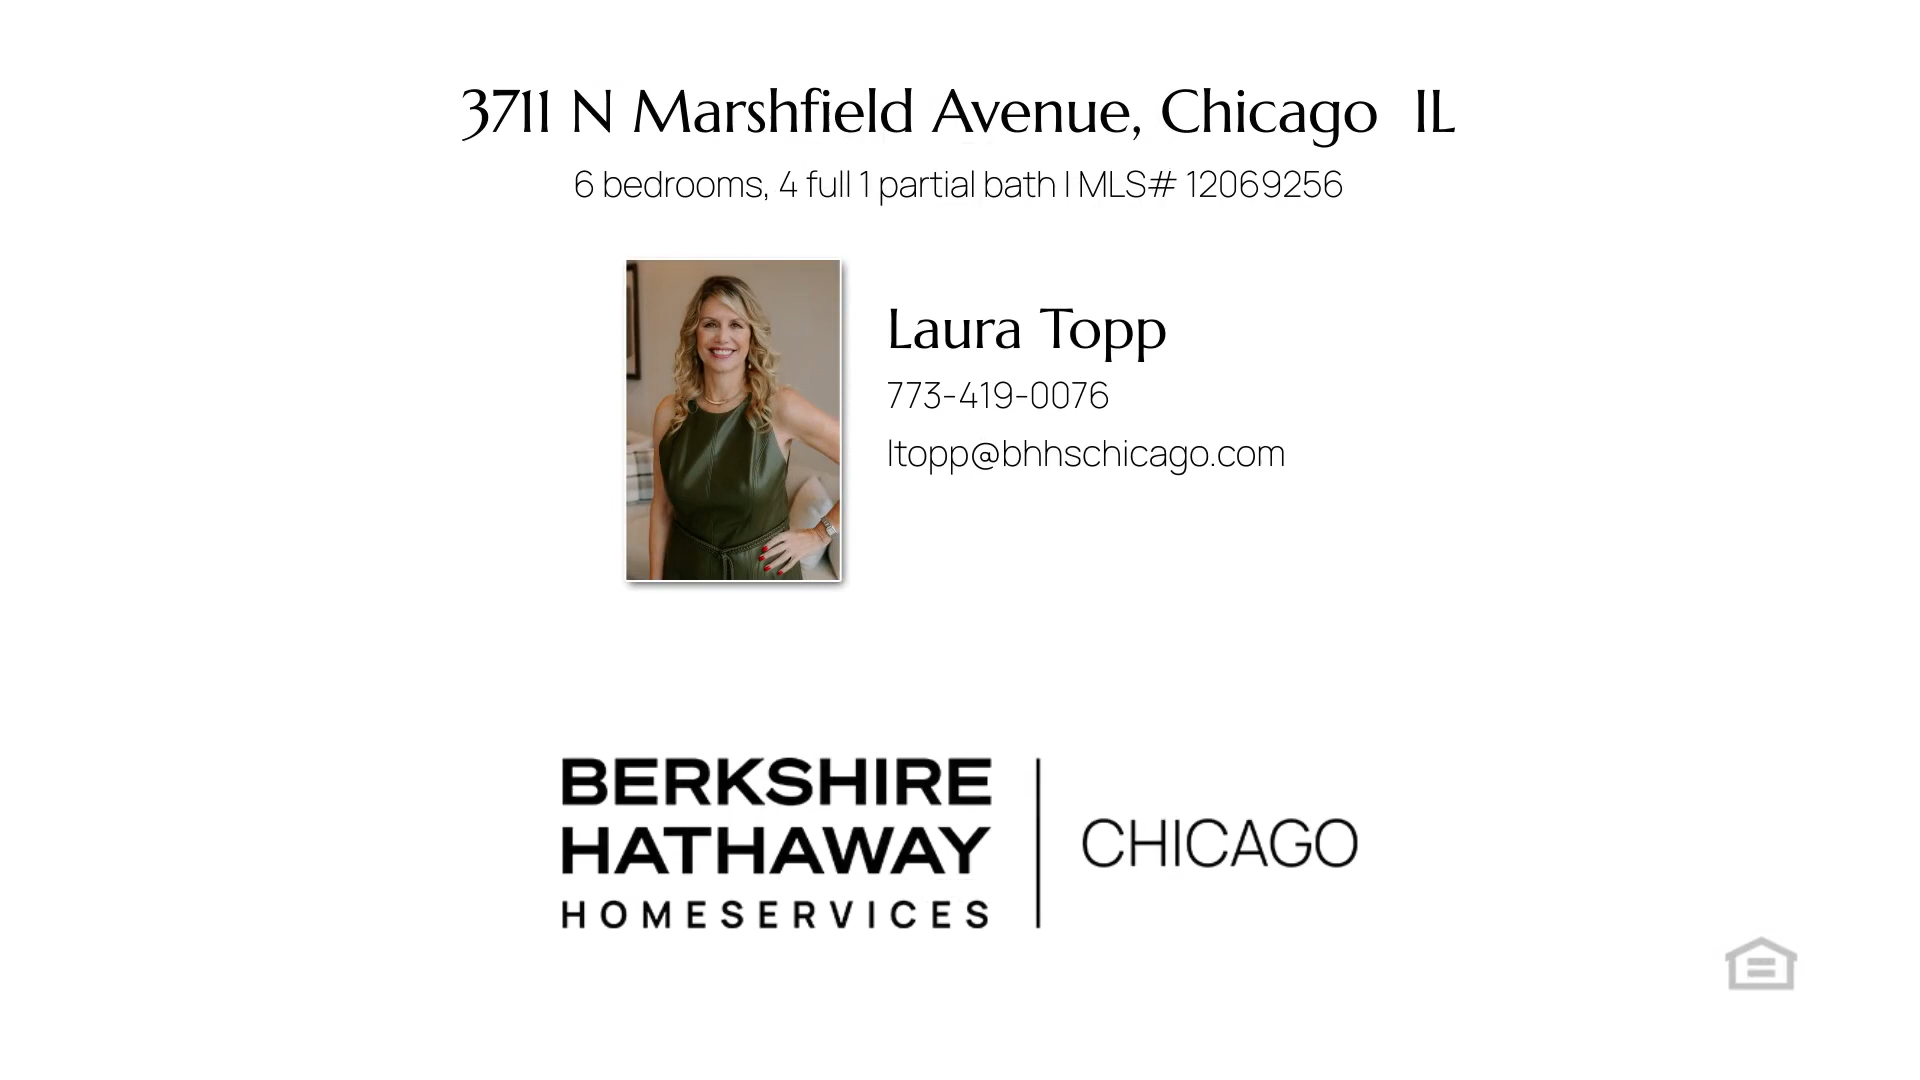 3711 N Marshfield Avenue, Chicago  IL
6 bedrooms, 4 full 1 partial bath | MLS# 12069256
Laura Topp
773-419-0076
ltopp@bhhschicago.com
BERKSHIRE
HATHAWAY
HOMESERVICES
CHICAGO